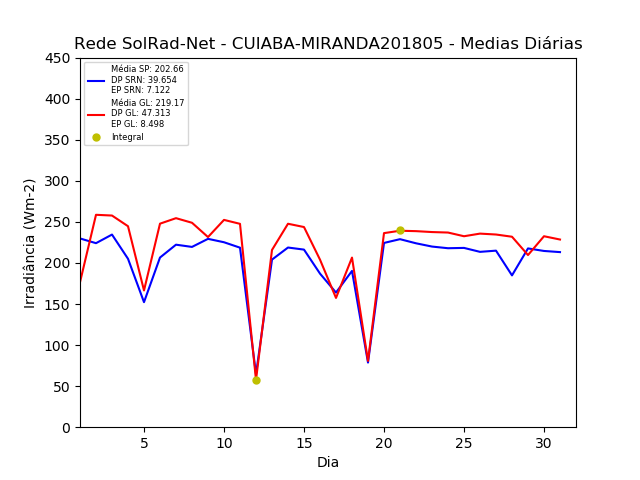 Rede SolRad-Net - CUIABA-MIRANDA201805 - Medias Diárias
450
400
350
300
250
200
150
100
50
0
Irradiância (Wm-2)
Média SP: 202.66
DP SRN: 39.654
EP SRN: 7.122
Média GL: 219.17
DP GL: 47.313
EP GL: 8.498
Integral
5
10
15
20
25
30
Dia